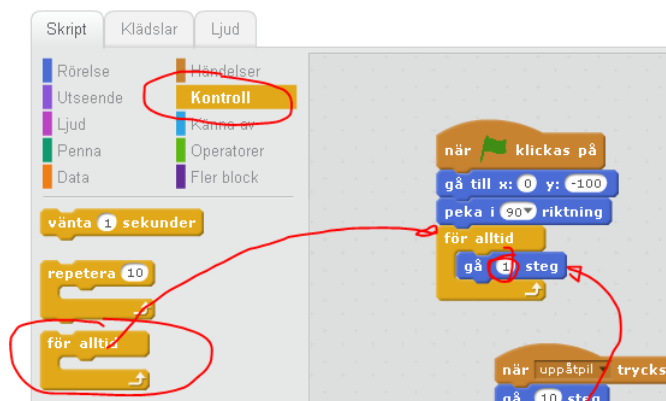 Skript Klädslar Ljud
Rörelse Händelser
Utseende Kontroll
Ljud Känna av
Penna Operatorer
Data Fler block
vänta 1 sekunder
repetera 10
för alltid
när klickas på
gå till x: 0 y: -100
peka i 90 riktning
för alltid
gå 1 steg
när uppåtpil trycks
gå 10 steg